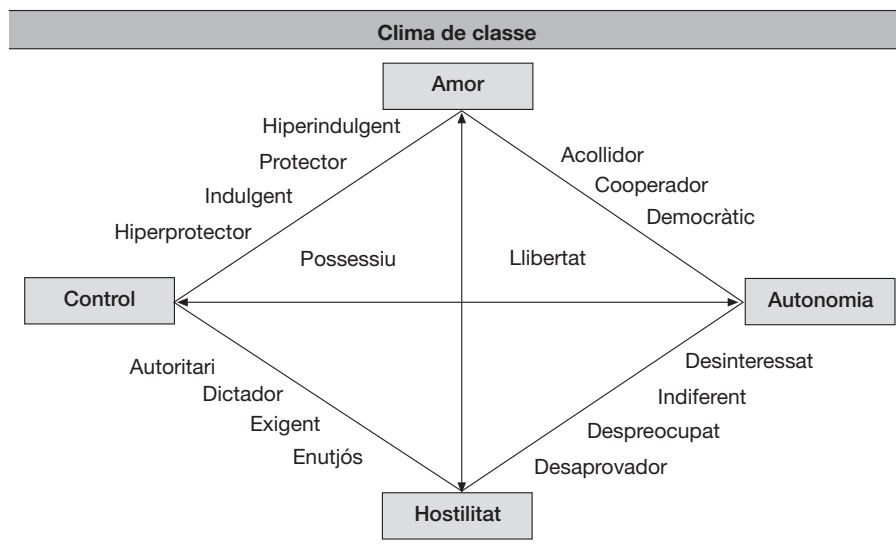 Clima de classe
Amor
Hiperindulgent
Protector
Indulgent
Hiperprotector
Acollidor
Cooperador
Democràtic
Possessiu
Llibertat
Control
Autonomia
Autoritari
Dictador
Exigent
Enutjós
Desinteressat
Indiferent
Despreocupat
Desaprovador
Hostilitat